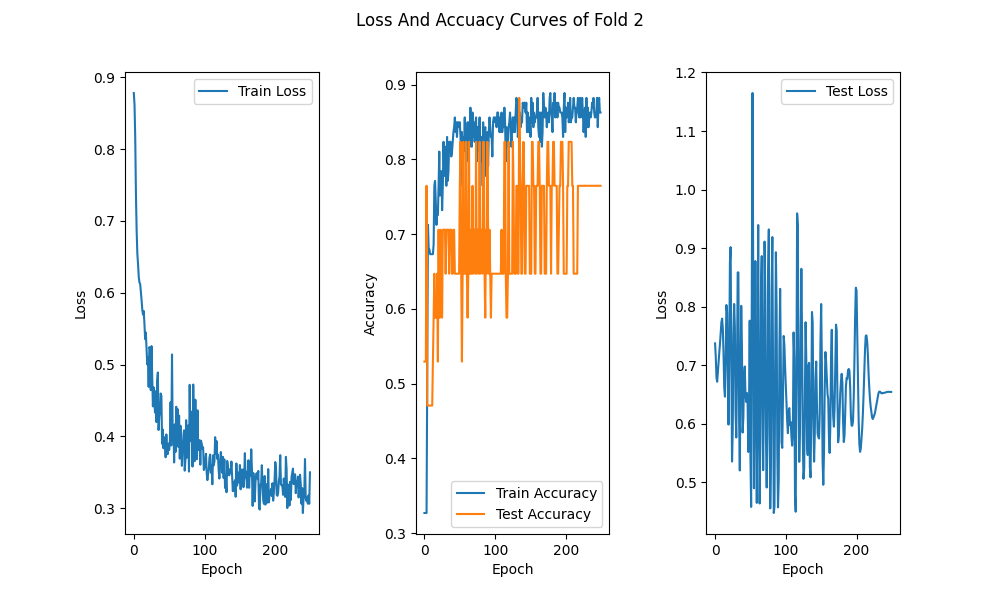 Loss And Accuacy Curves of Fold 2
0.9
0.8
0.7
0.6
0.5
0.4
0.3
Loss
0
100
200
Epoch
Train Loss
0.9
0.8
0.7
0.6
0.5
0.4
0.3
Accuracy
0
100
200
Epoch
Train Accuracy
Test Accuracy
1.2
1.1
1.0
0.9
0.8
0.7
0.6
0.5
Loss
0
100
200
Epoch
Test Loss